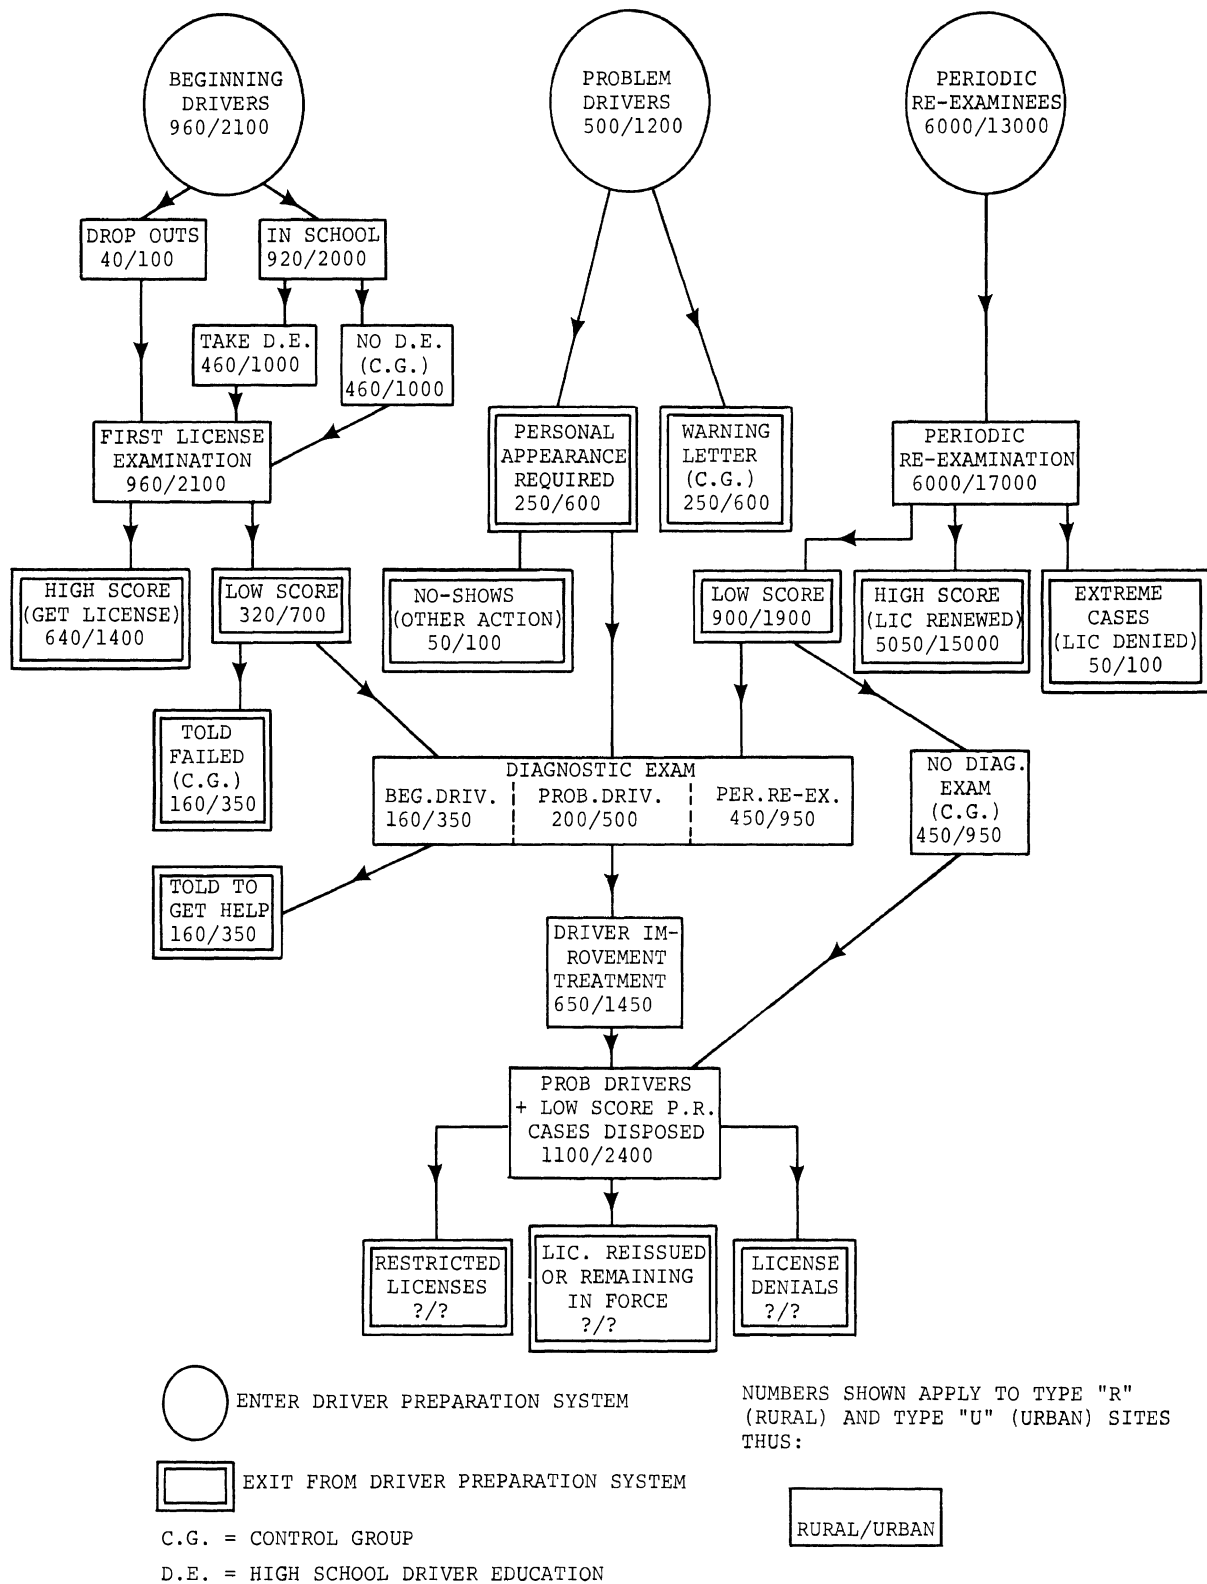 BEGINNING
DRIVERS
960/2100
PROBLEM
DRIVERS
500/1200
PERIODIC
RE-EXAMINEES
6000/13000
DROP OUTS
40/100
IN SCHOOL
920/2000
TAKE D.E.
460/1000
NO D.E.
(C.G.)
460/1000
FIRST LICENSE
EXAMINATION
960/2100
PERSONAL
APPEARANCE
REQUIRED
250/600
WARNING
LETTER
(C.G.)
250/600
PERIODIC
RE-EXAMINATION
6000/17000
HIGH SCORE
(GET LICENSE)
640/1400
LOW SCORE
320/700
NO-SHOWS
(OTHER ACTION)
50/100
LOW SCORE
900/1900
HIGH SCORE
(LIC RENEWED)
5050/15000
EXTREME
CASES
(LIC DENIED)
50/100
TOLD
FAILED
(C.G.)
160/350
DIAGNOSTIC EXAM
BEG.DRIV.
160/350
PROB.DRIV.
200/500
PER.RE-EX.
450/950
NO DIAG.
EXAM
(C.G.)
450/950
TOLD TO
GET HELP
160/350
DRIVER IM-
ROVEMENT
TREATMENT
650/1450
PROB DRIVERS
+ LOW SCORE P.R.
CASES DISPOSED
1100/2400
RESTRICTED
LICENSES
?/?
LIC. REISSUED
OR REMAINING
IN FORCE
?/?
LICENSE
DENIALS
?/?
ENTER DRIVER PREPARATION SYSTEM
EXIT FROM DRIVER PREPARATION SYSTEM
C.G. = CONTROL GROUP
D.E. = HIGH SCHOOL DRIVER EDUCATION
NUMBERS SHOWN APPLY TO TYPE "R"
(RURAL) AND TYPE "U" (URBAN) SITES
THUS:
RURAL/URBAN